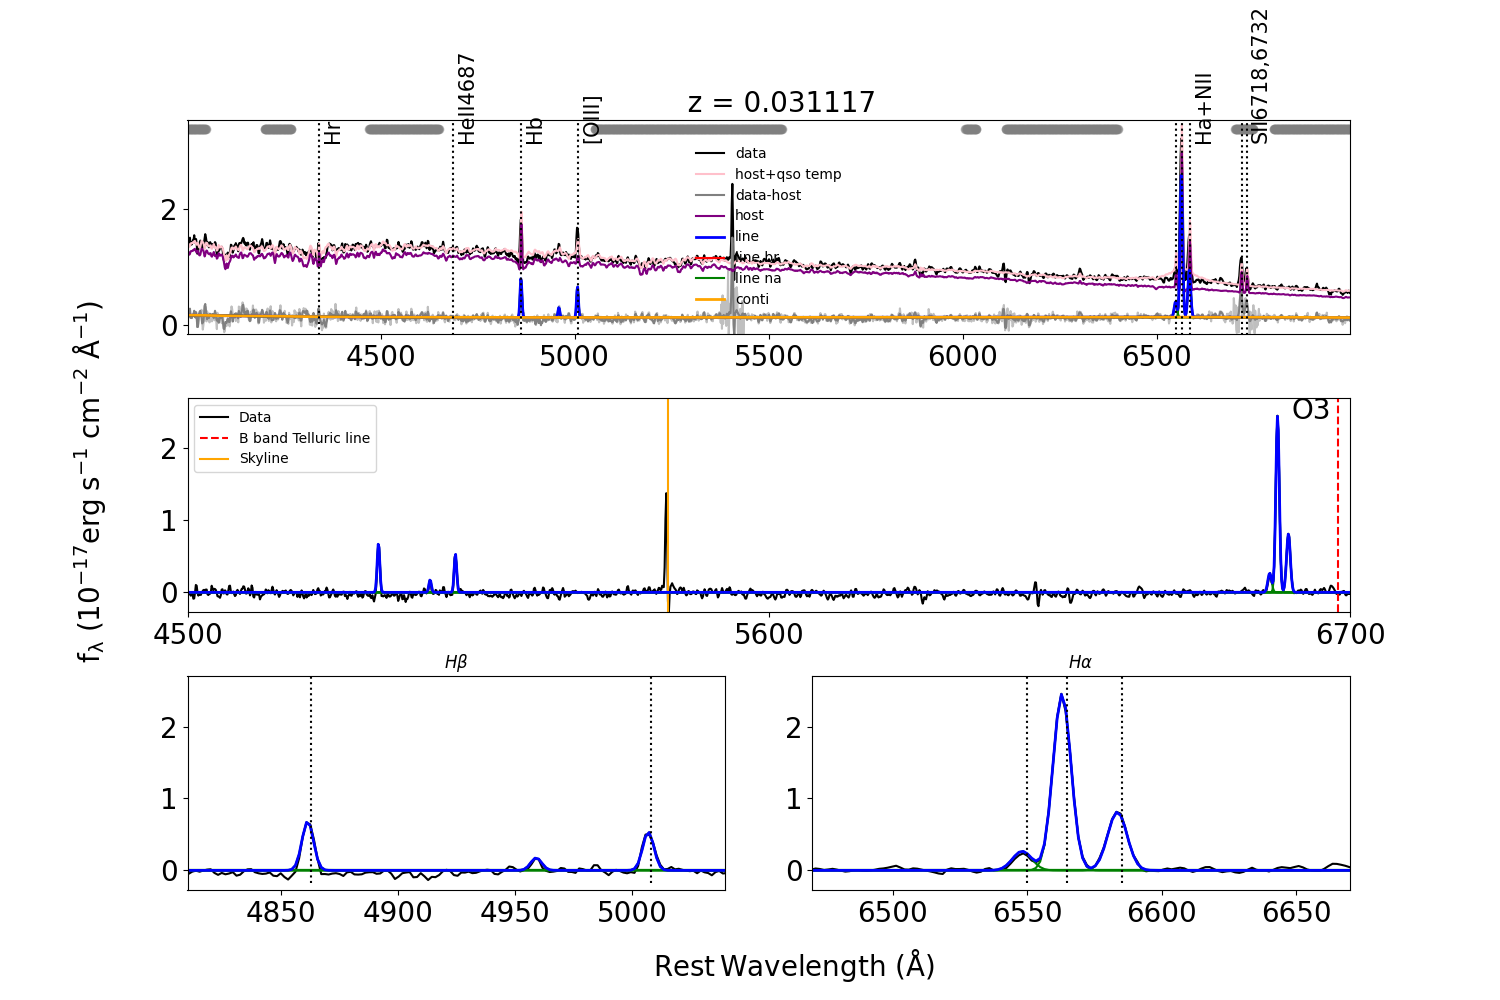 z = 0.031117
Hr
HeII4687
Hb
[OIII]
Ha+NII
SII6718,6732
data
host+qso temp
data-host
host
line
line br
line na
conti
2
0
4500
5000
5500
6000
6500
Data
B band Telluric line
Skyline
O3
2
1
0
4500
5600
6700
fλ (10⁻¹⁷erg s⁻¹ cm⁻² Å⁻¹)
Hβ
2
1
0
4850
4900
4950
5000
Hα
2
1
0
6500
6550
6600
6650
Rest Wavelength (Å)